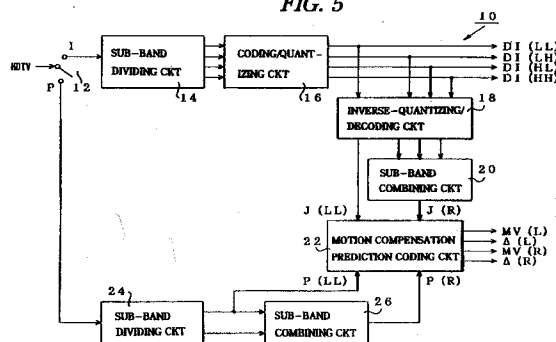 FIG. 5
10
I
HDTV
12
P
SUB-BAND
DIVIDING CKT
14
CODING/QUANT-
IZING CKT
16
DI (LL)
DI (LH)
DI (HL)
DI (HH)
INVERSE-QUANTIZING/
DECODING CKT
18
SUB-BAND
COMBINING CKT
20
J (LL)
J (R)
22
MOTION COMPENSATION
PREDICTION CODING CKT
MV (L)
Δ (L)
MV (R)
Δ (R)
P (LL)
P (R)
24
SUB-BAND
DIVIDING CKT
26
SUB-BAND
COMBINING CKT